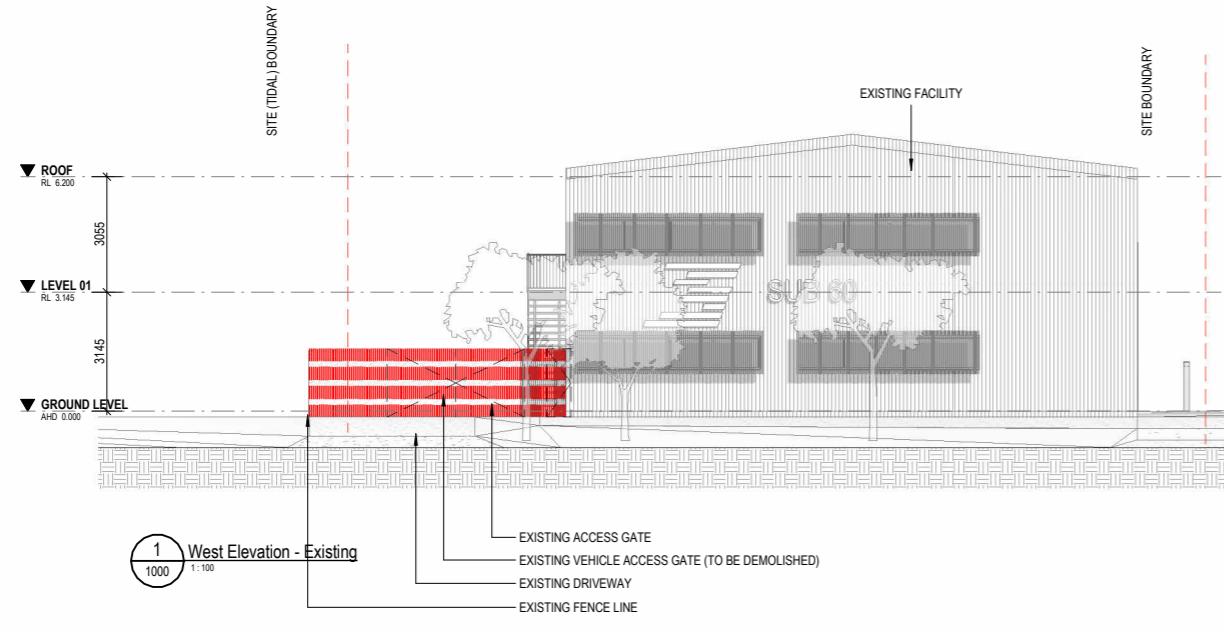 SITE (TIDAL) BOUNDARY
SITE BOUNDARY
EXISTING FACILITY
ROOF
RL 6.200
3055
LEVEL 01
RL 3.145
SUB 60
3145
GROUND LEVEL
AHD 0.000
EXISTING ACCESS GATE
EXISTING VEHICLE ACCESS GATE (TO BE DEMOLISHED)
EXISTING DRIVEWAY
EXISTING FENCE LINE
1
1000
West Elevation - Existing
1 : 100